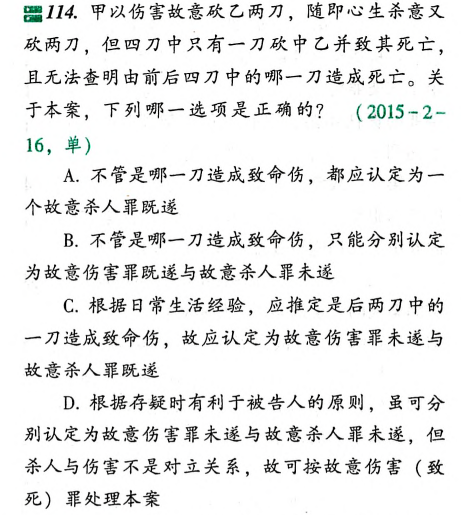 114. 甲以伤害故意砍乙两刀，随即心生杀意又
砍两刀，但四刀中只有一刀砍中乙并致其死亡，
且无法查明由前后四刀中的哪一刀造成死亡。关
于本案，下列哪一选项是正确的？（2015-2-
16，单）
A. 不管是哪一刀造成致命伤，都应认定为一
个故意杀人罪既遂
B. 不管是哪一刀造成致命伤，只能分别认定
为故意伤害罪既遂与故意杀人罪未遂
C. 根据日常生活经验，应推定是后两刀中的
一刀造成致命伤，故应认定为故意伤害罪未遂与
故意杀人罪既遂
D. 根据存疑时有利于被告人的原则，虽可分
别认定为故意伤害罪未遂与故意杀人罪未遂，但
杀人与伤害不是对立关系，故可按故意伤害（致
死）罪处理本案